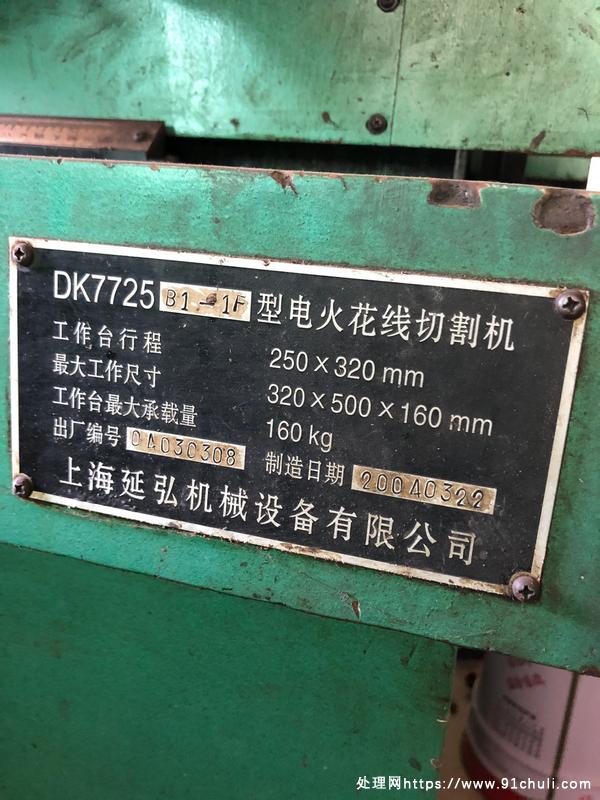 DK7725 B1-1F 型电火花线切割机
工作台行程 250×320 mm
最大工作尺寸 320×500×160 mm
工作台最大承载量 160 kg
出厂编号 0A030308 制造日期 200A0322
上海延弘机械设备有限公司
处理网https://www.91chuli.com